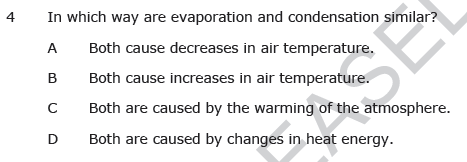 4 In which way are evaporation and condensation similar?
A Both cause decreases in air temperature.
B Both cause increases in air temperature.
C Both are caused by the warming of the atmosphere.
D Both are caused by changes in heat energy.
EASEL